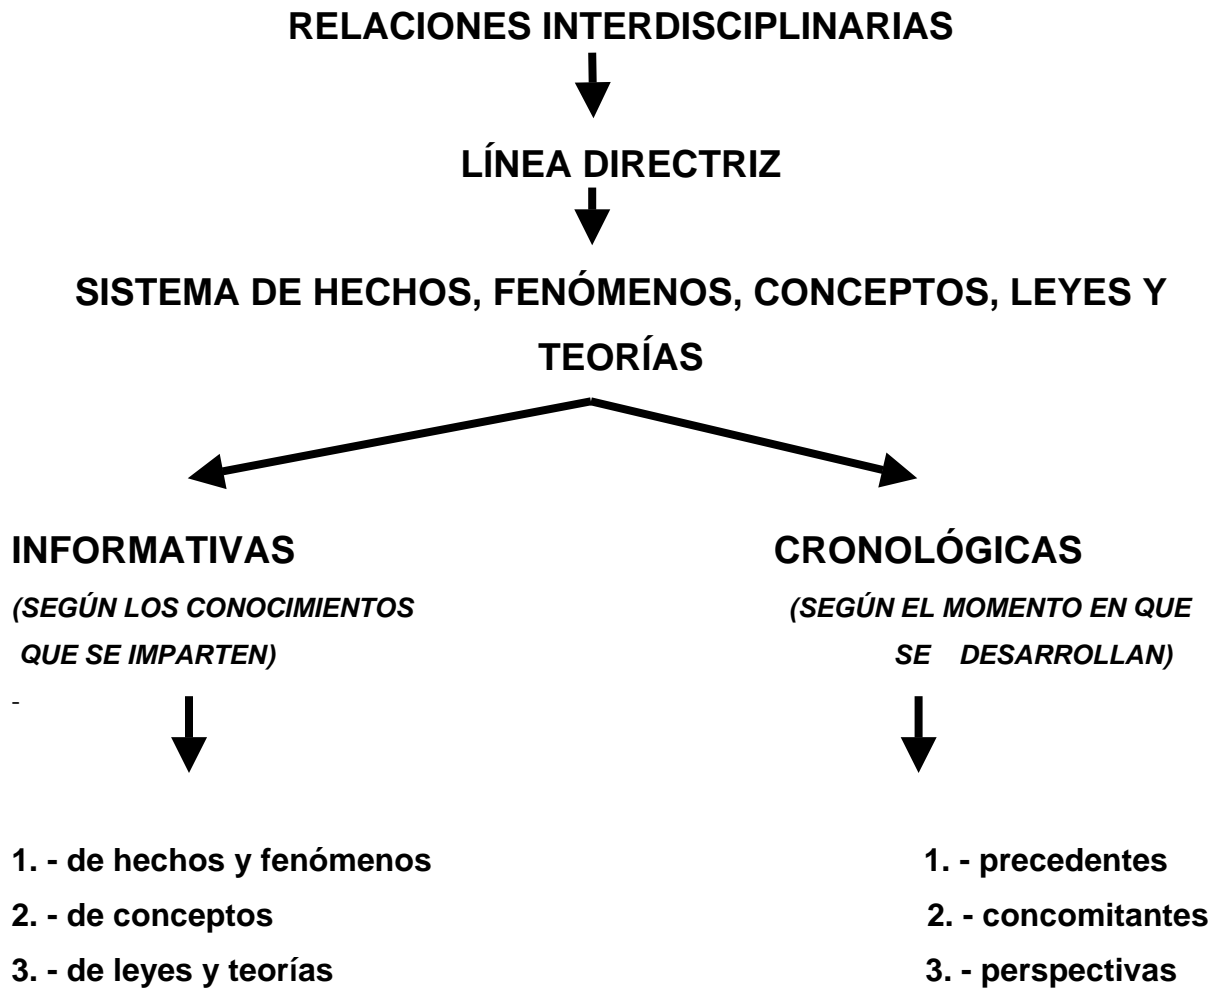 RELACIONES INTERDISCIPLINARIAS
LÍNEA DIRECTRIZ
SISTEMA DE HECHOS, FENÓMENOS, CONCEPTOS, LEYES Y
TEORÍAS
INFORMATIVAS
(SEGÚN LOS CONOCIMIENTOS
QUE SE IMPARTEN)
-
1. - de hechos y fenómenos
2. - de conceptos
3. - de leyes y teorías
CRONOLÓGICAS
(SEGÚN EL MOMENTO EN QUE
SE DESARROLLAN)
1. - precedentes
2. - concomitantes
3. - perspectivas